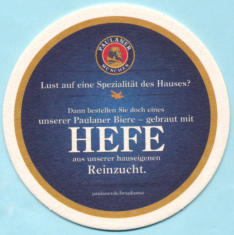 PAULANER
MÜNCHEN
Lust auf eine Spezialität des Hauses?
Dann bestellen Sie doch eines
unserer Paulaner Biere – gebraut mit
HEFE
aus unserer hauseigenen
Reinzucht.